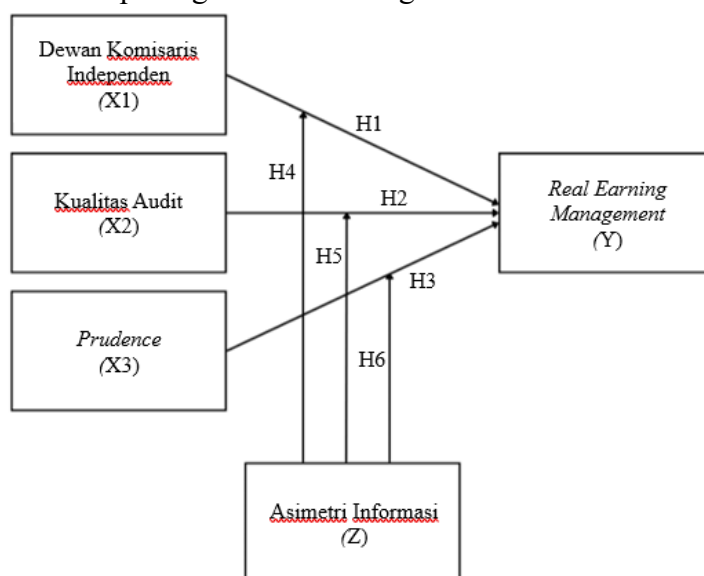 Dewan Komisaris
Independen
(X1)
H1
H4
Kualitas Audit
(X2)
H2
Real Earning
Management
(Y)
H5
H3
Prudence
(X3)
H6
Asimetri Informasi
(Z)